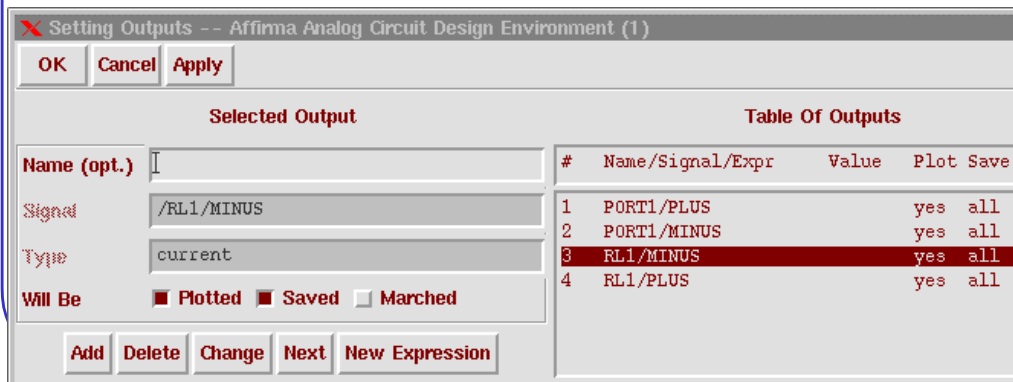 Setting Outputs -- Affirma Analog Circuit Design Environment (1)
OK Cancel Apply
Selected Output
Name (opt.)
Signal /RL1/MINUS
Type current
Will Be Plotted Saved Marched
Add Delete Change Next New Expression
Table Of Outputs
# Name/Signal/Expr Value Plot Save
1 PORT1/PLUS yes all
2 PORT1/MINUS yes all
3 RL1/MINUS yes all
4 RL1/PLUS yes all